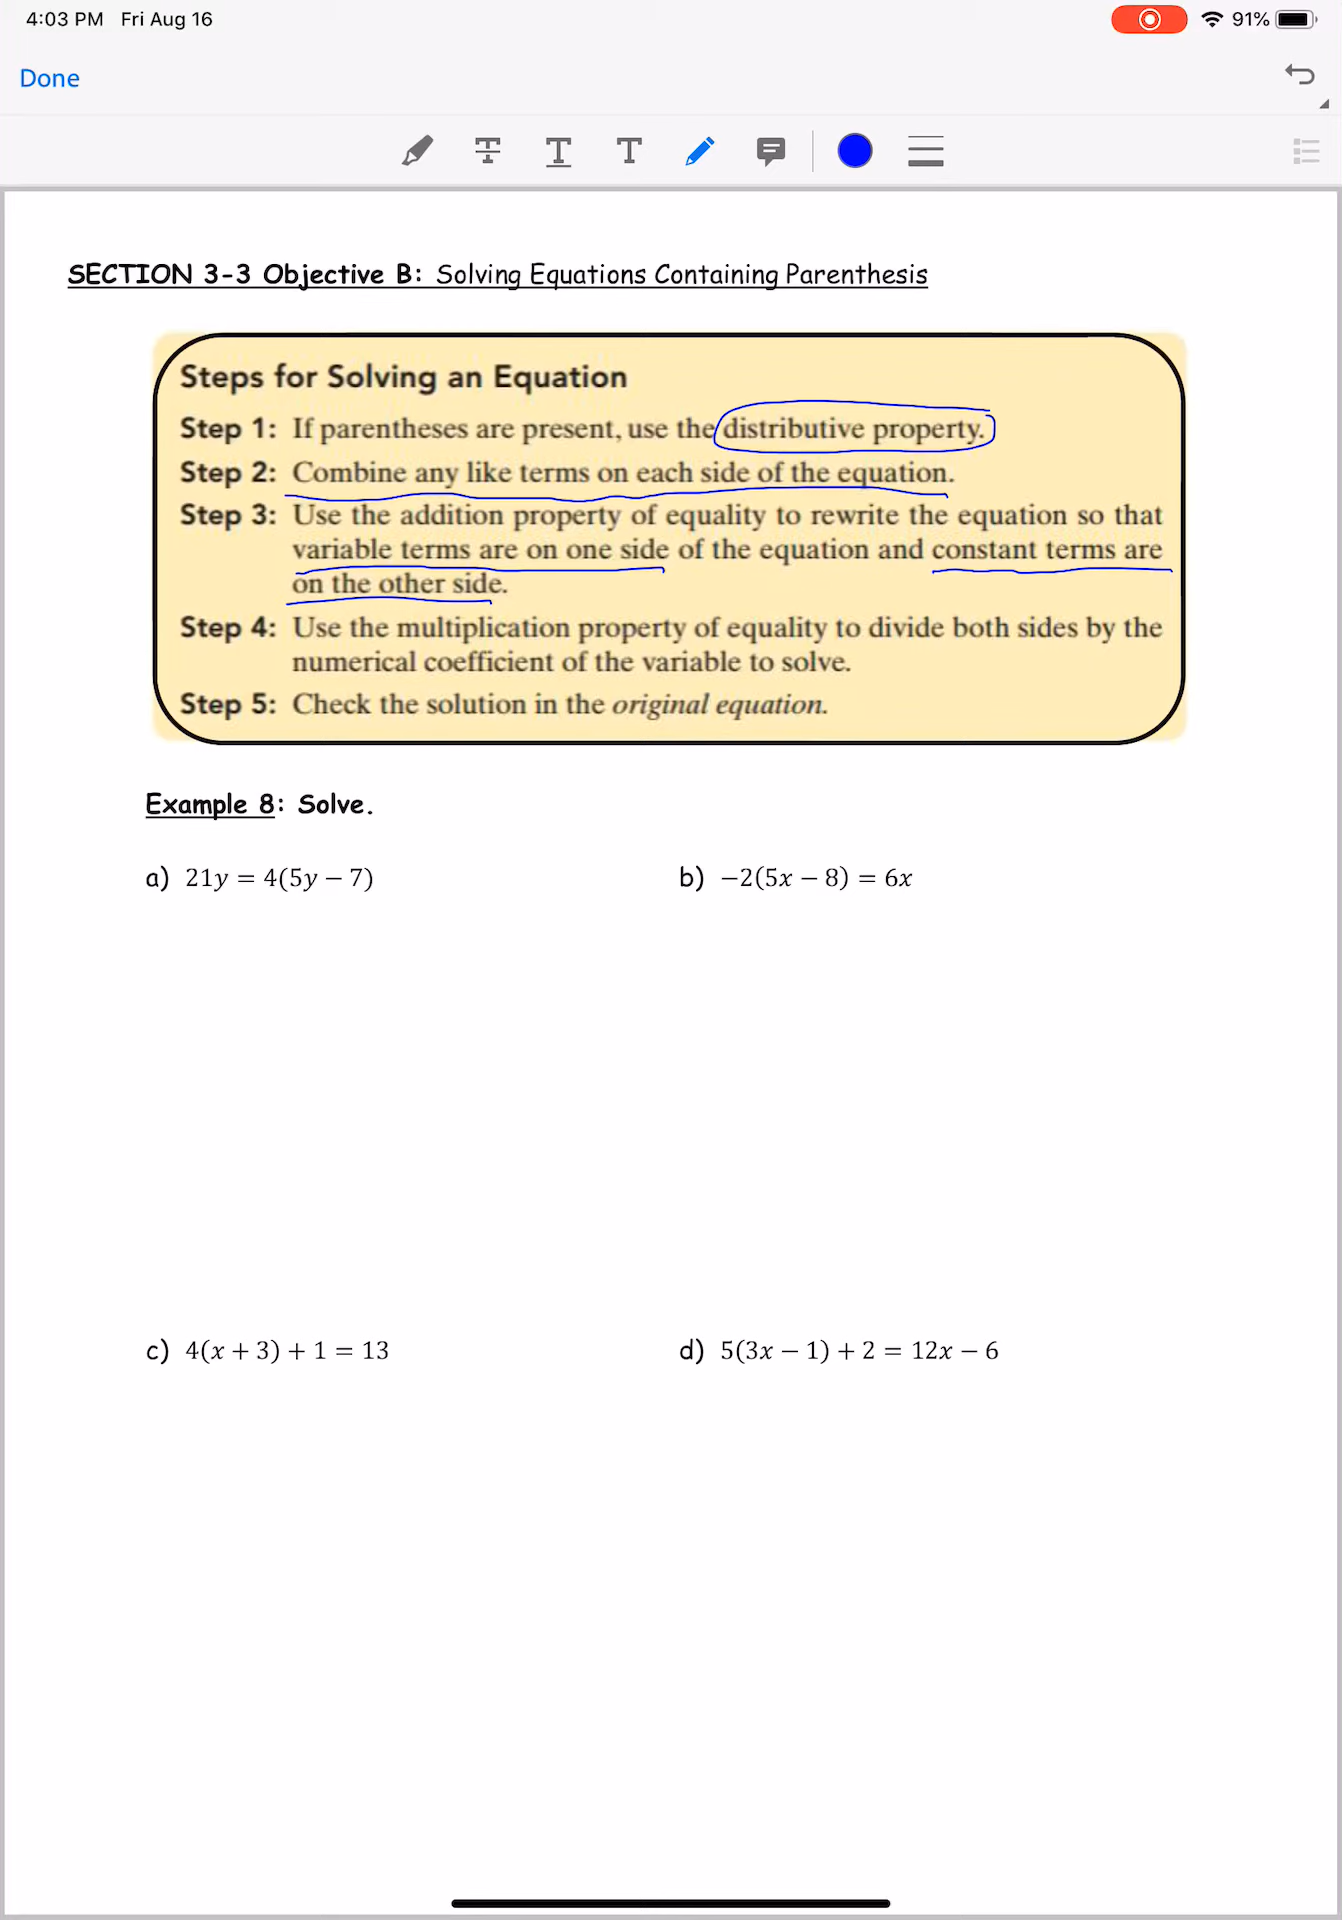 4:03 PM Fri Aug 16
91%
Done
SECTION 3-3 Objective B: Solving Equations Containing Parenthesis
Steps for Solving an Equation
Step 1: If parentheses are present, use the distributive property.
Step 2: Combine any like terms on each side of the equation.
Step 3: Use the addition property of equality to rewrite the equation so that
variable terms are on one side of the equation and constant terms are
on the other side.
Step 4: Use the multiplication property of equality to divide both sides by the
numerical coefficient of the variable to solve.
Step 5: Check the solution in the original equation.
Example 8: Solve.
a) 21y = 4(5y − 7)
b) −2(5x − 8) = 6x
c) 4(x + 3) + 1 = 13
d) 5(3x − 1) + 2 = 12x − 6